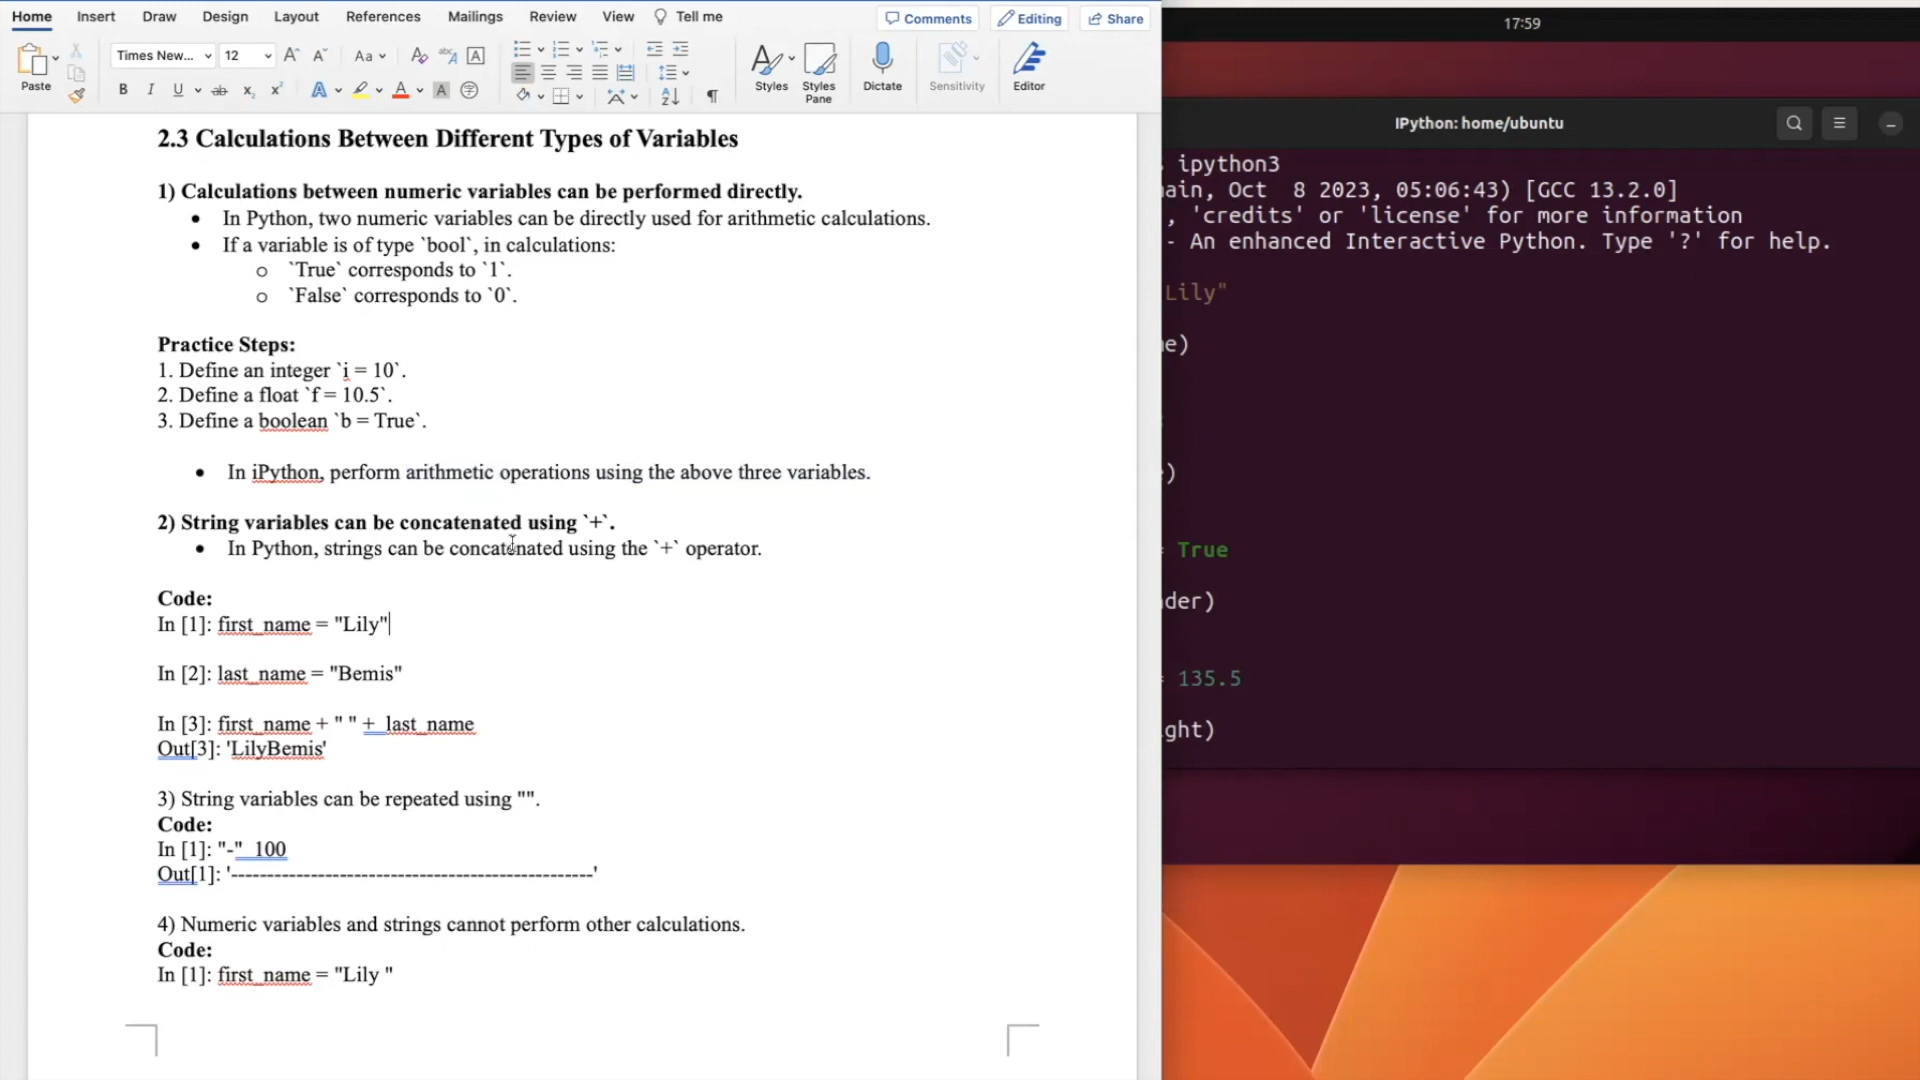 Home Insert Draw Design Layout References Mailings Review View Tell me Comments Editing Share
Times New... 12 Aa
Paste
Styles Styles Pane Dictate Sensitivity Editor
2.3 Calculations Between Different Types of Variables
1) Calculations between numeric variables can be performed directly.
• In Python, two numeric variables can be directly used for arithmetic calculations.
• If a variable is of type `bool`, in calculations:
o `True` corresponds to `1`.
o `False` corresponds to `0`.
Practice Steps:
1. Define an integer `i = 10`.
2. Define a float `f = 10.5`.
3. Define a boolean `b = True`.
• In iPython, perform arithmetic operations using the above three variables.
2) String variables can be concatenated using `+`.
• In Python, strings can be concatenated using the `+` operator.
Code:
In [1]: first_name = "Lily"
In [2]: last_name = "Bemis"
In [3]: first_name + " " + last_name
Out[3]: 'LilyBemis'
3) String variables can be repeated using "".
Code:
In [1]: "-" 100
Out[1]: '--------------------------------------------------'
4) Numeric variables and strings cannot perform other calculations.
Code:
In [1]: first_name = "Lily "
17:59
IPython: home/ubuntu
ipython3
ain, Oct 8 2023, 05:06:43) [GCC 13.2.0]
, 'credits' or 'license' for more information
- An enhanced Interactive Python. Type '?' for help.
Lily"
e)
)
= True
der)
= 135.5
ght)